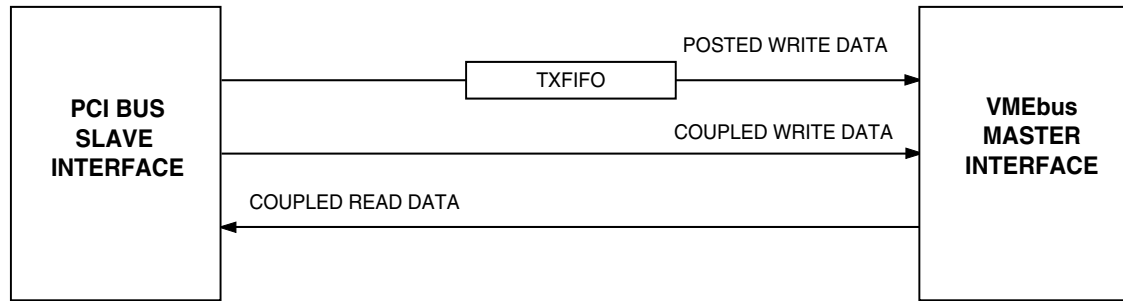 POSTED WRITE DATA
TXFIFO
PCI BUS
SLAVE
INTERFACE
COUPLED WRITE DATA
COUPLED READ DATA
VMEbus
MASTER
INTERFACE